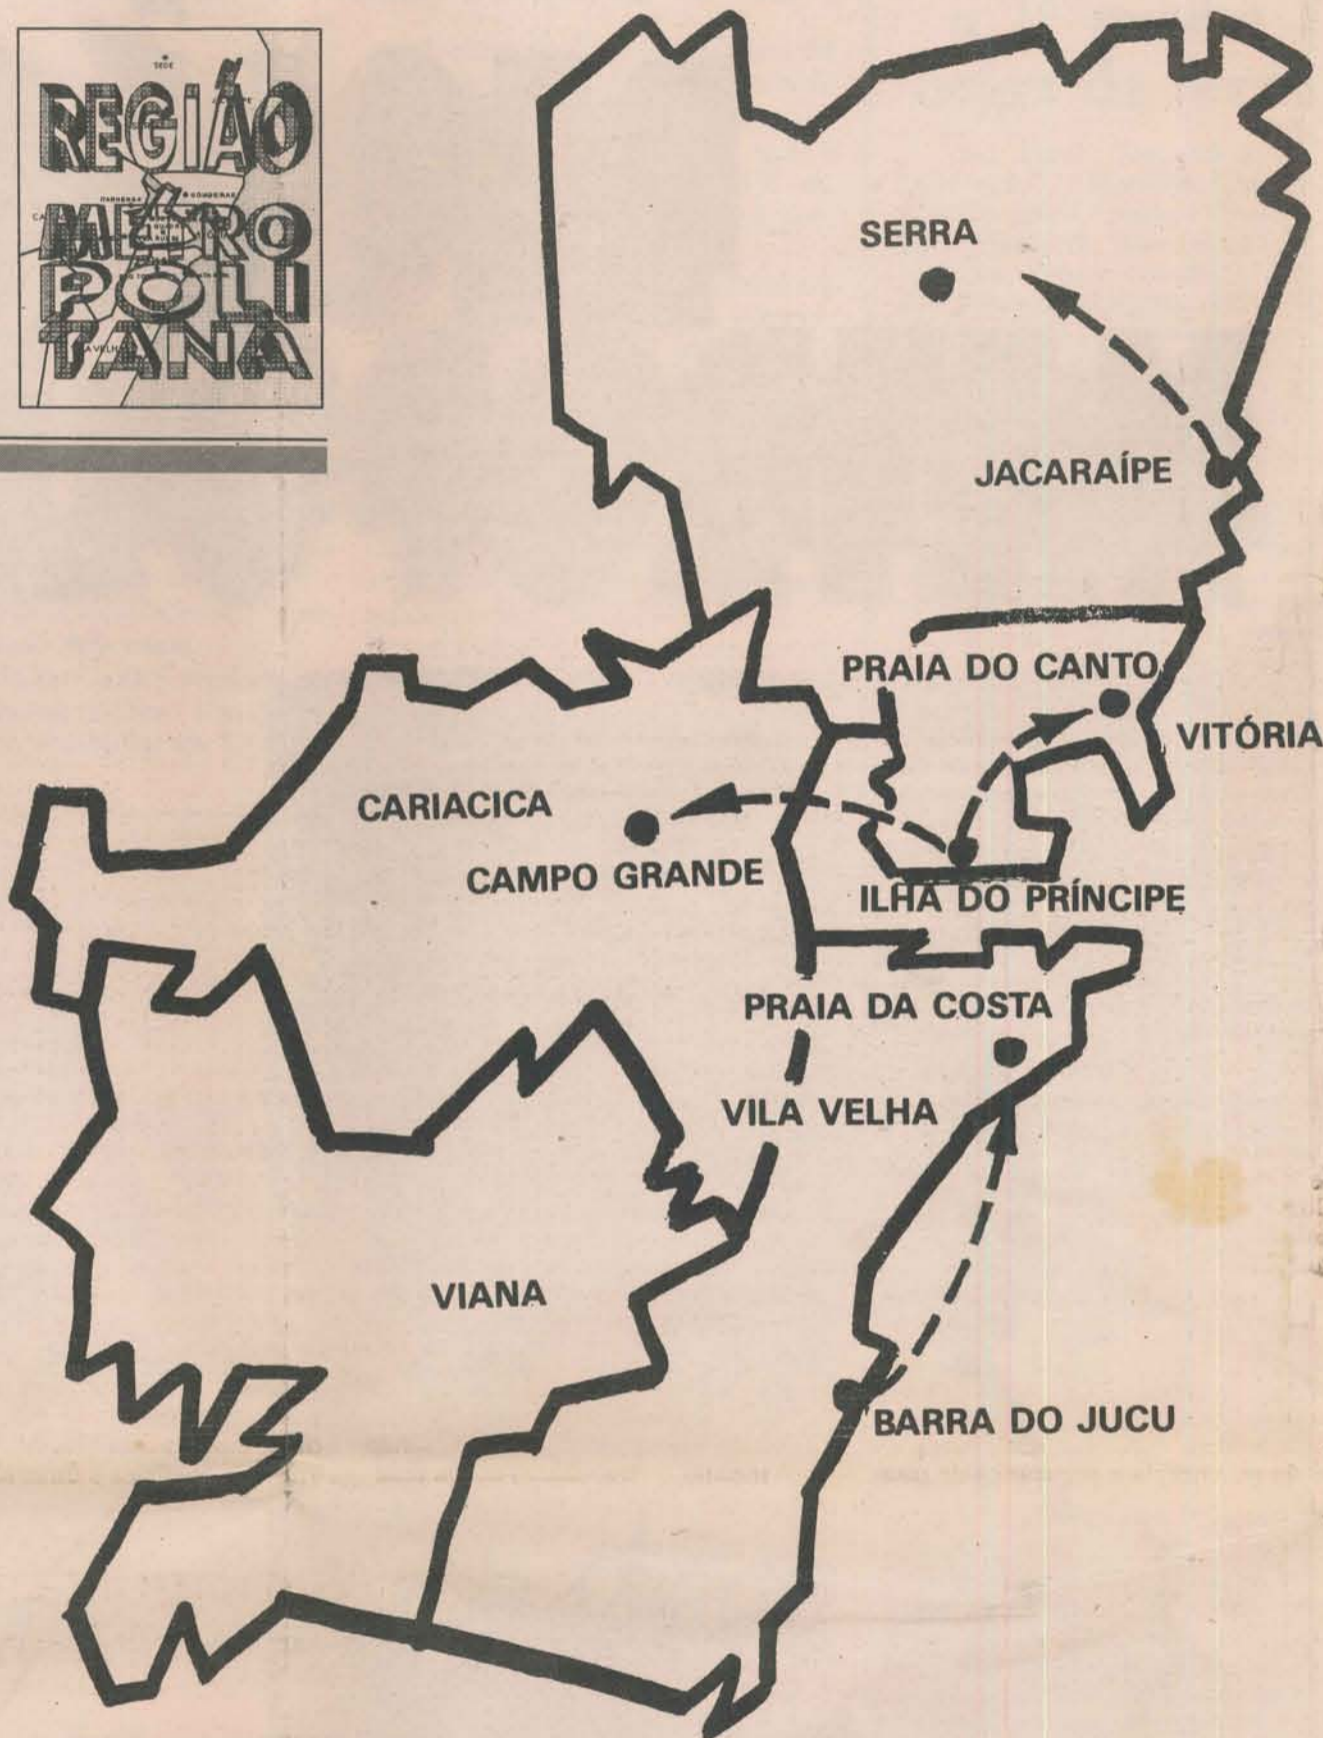 SEDE
REGIÃO
METRO
POLI
TANA
SERRA
JACARAÍPE
PRAIA DO CANTO
VITÓRIA
CARIACICA
CAMPO GRANDE
ILHA DO PRÍNCIPE
PRAIA DA COSTA
VILA VELHA
VIANA
BARRA DO JUCU